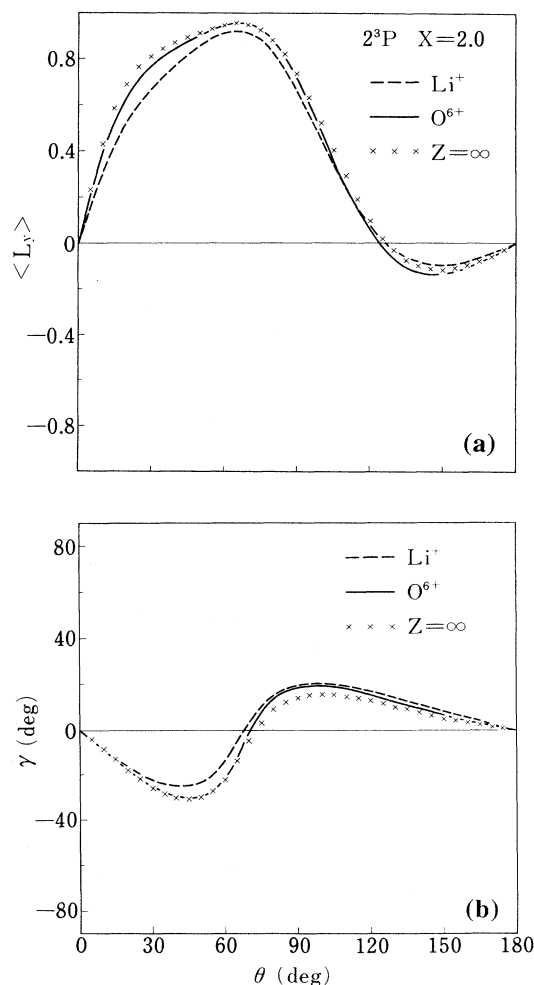 2³P X=2.0
Li⁺
O⁶⁺
× × × Z=∞
0.8
0.4
0
−0.4
−0.8
<L_y>
(a)
Li⁺
O⁶⁺
× × × Z=∞
80
40
0
−40
−80
γ (deg)
(b)
0 30 60 90 120 150 180
θ (deg)